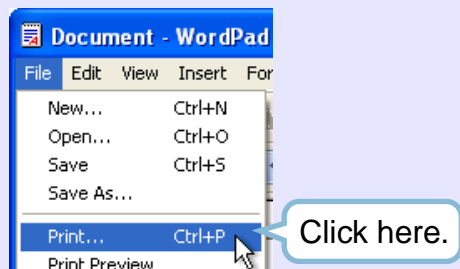 Document - WordPad
File Edit View Insert For
New... Ctrl+N
Open... Ctrl+O
Save Ctrl+S
Save As...
Print... Ctrl+P
Click here.
Print Preview